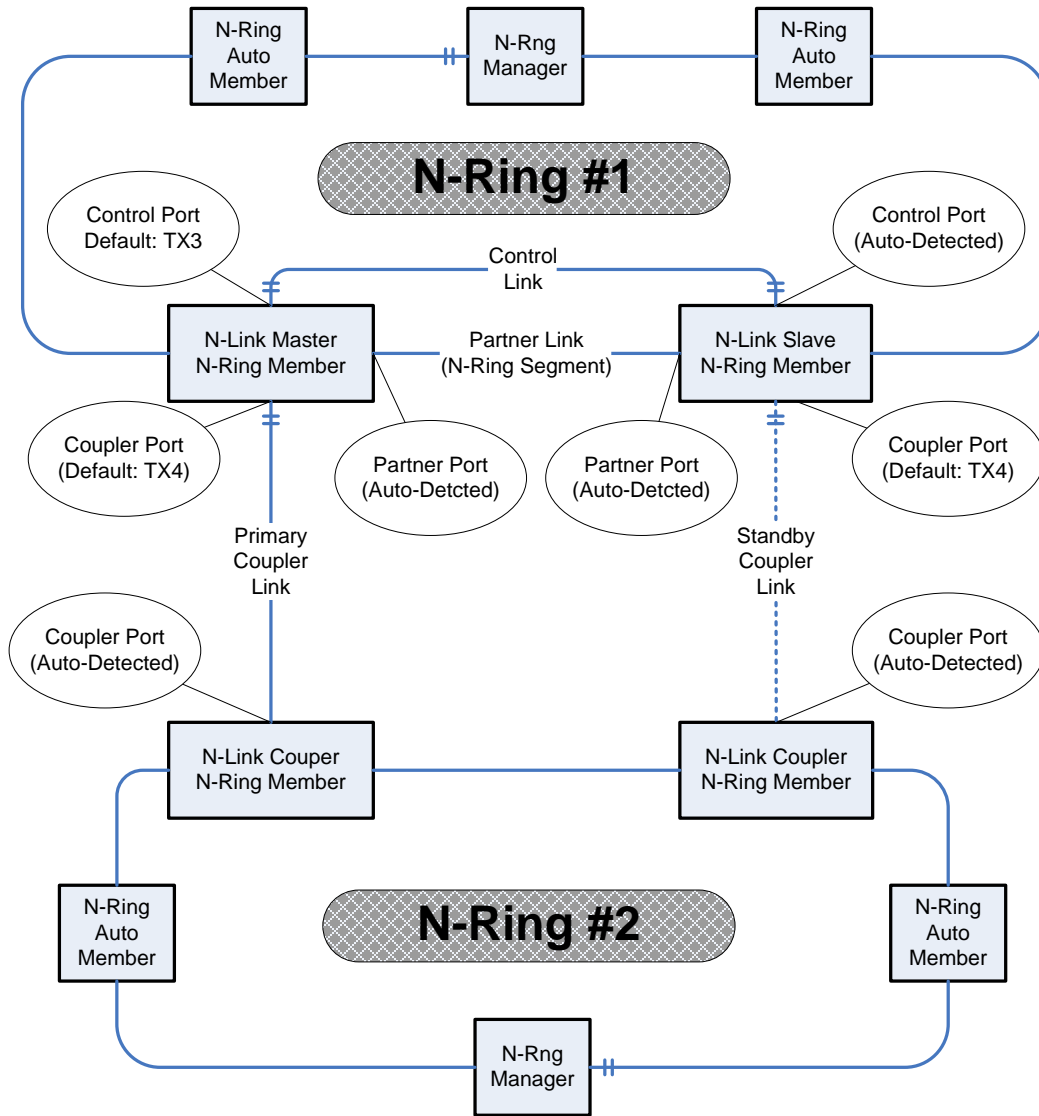 N-Ring
Auto
Member
N-Rng
Manager
N-Ring
Auto
Member
N-Ring #1
Control Port
Default: TX3
Control
Link
Control Port
(Auto-Detected)
N-Link Master
N-Ring Member
Partner Link
(N-Ring Segment)
N-Link Slave
N-Ring Member
Coupler Port
(Default: TX4)
Partner Port
(Auto-Detcted)
Partner Port
(Auto-Detcted)
Coupler Port
(Default: TX4)
Primary
Coupler
Link
Standby
Coupler
Link
Coupler Port
(Auto-Detected)
Coupler Port
(Auto-Detected)
N-Link Couper
N-Ring Member
N-Link Coupler
N-Ring Member
N-Ring
Auto
Member
N-Ring #2
N-Ring
Auto
Member
N-Rng
Manager